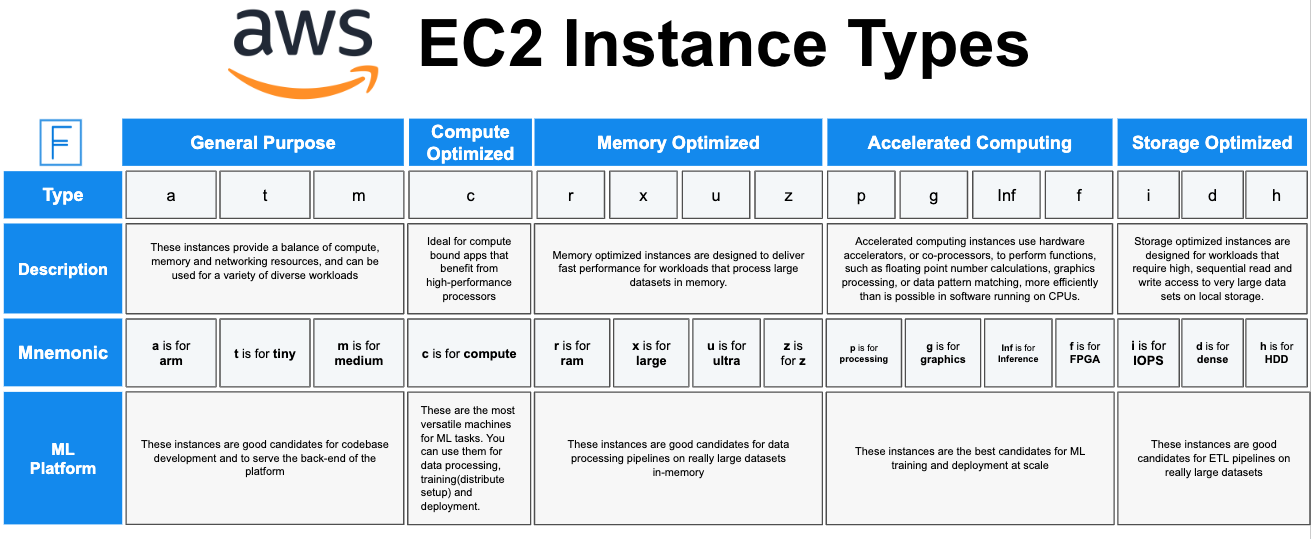 aws
EC2 Instance Types
F
General Purpose
Compute
Optimized
Memory Optimized
Accelerated Computing
Storage Optimized
Type
a
t
m
c
r
x
u
z
p
g
Inf
f
i
d
h
Description
These instances provide a balance of compute,
memory and networking resources, and can be
used for a variety of diverse workloads
Ideal for compute
bound apps that
benefit from
high-performance
processors
Memory optimized instances are designed to deliver
fast performance for workloads that process large
datasets in memory.
Accelerated computing instances use hardware
accelerators, or co-processors, to perform functions,
such as floating point number calculations, graphics
processing, or data pattern matching, more efficiently
than is possible in software running on CPUs.
Storage optimized instances are
designed for workloads that
require high, sequential read and
write access to very large data
sets on local storage.
Mnemonic
a is for
arm
t is for tiny
m is for
medium
c is for compute
r is for
ram
x is for
large
u is for
ultra
z is
for z
p is for
processing
g is for
graphics
Inf is for
Inference
f is for
FPGA
i is for
IOPS
d is for
dense
h is for
HDD
ML
Platform
These instances are good candidates for codebase
development and to serve the back-end of the
platform
These are the most
versatile machines
for ML tasks. You
can use them for
data processing,
training(distribute
setup) and
deployment.
These instances are good candidates for data
processing pipelines on really large datasets
in-memory
These instances are the best candidates for ML
training and deployment at scale
These instances are good
candidates for ETL pipelines on
really large datasets